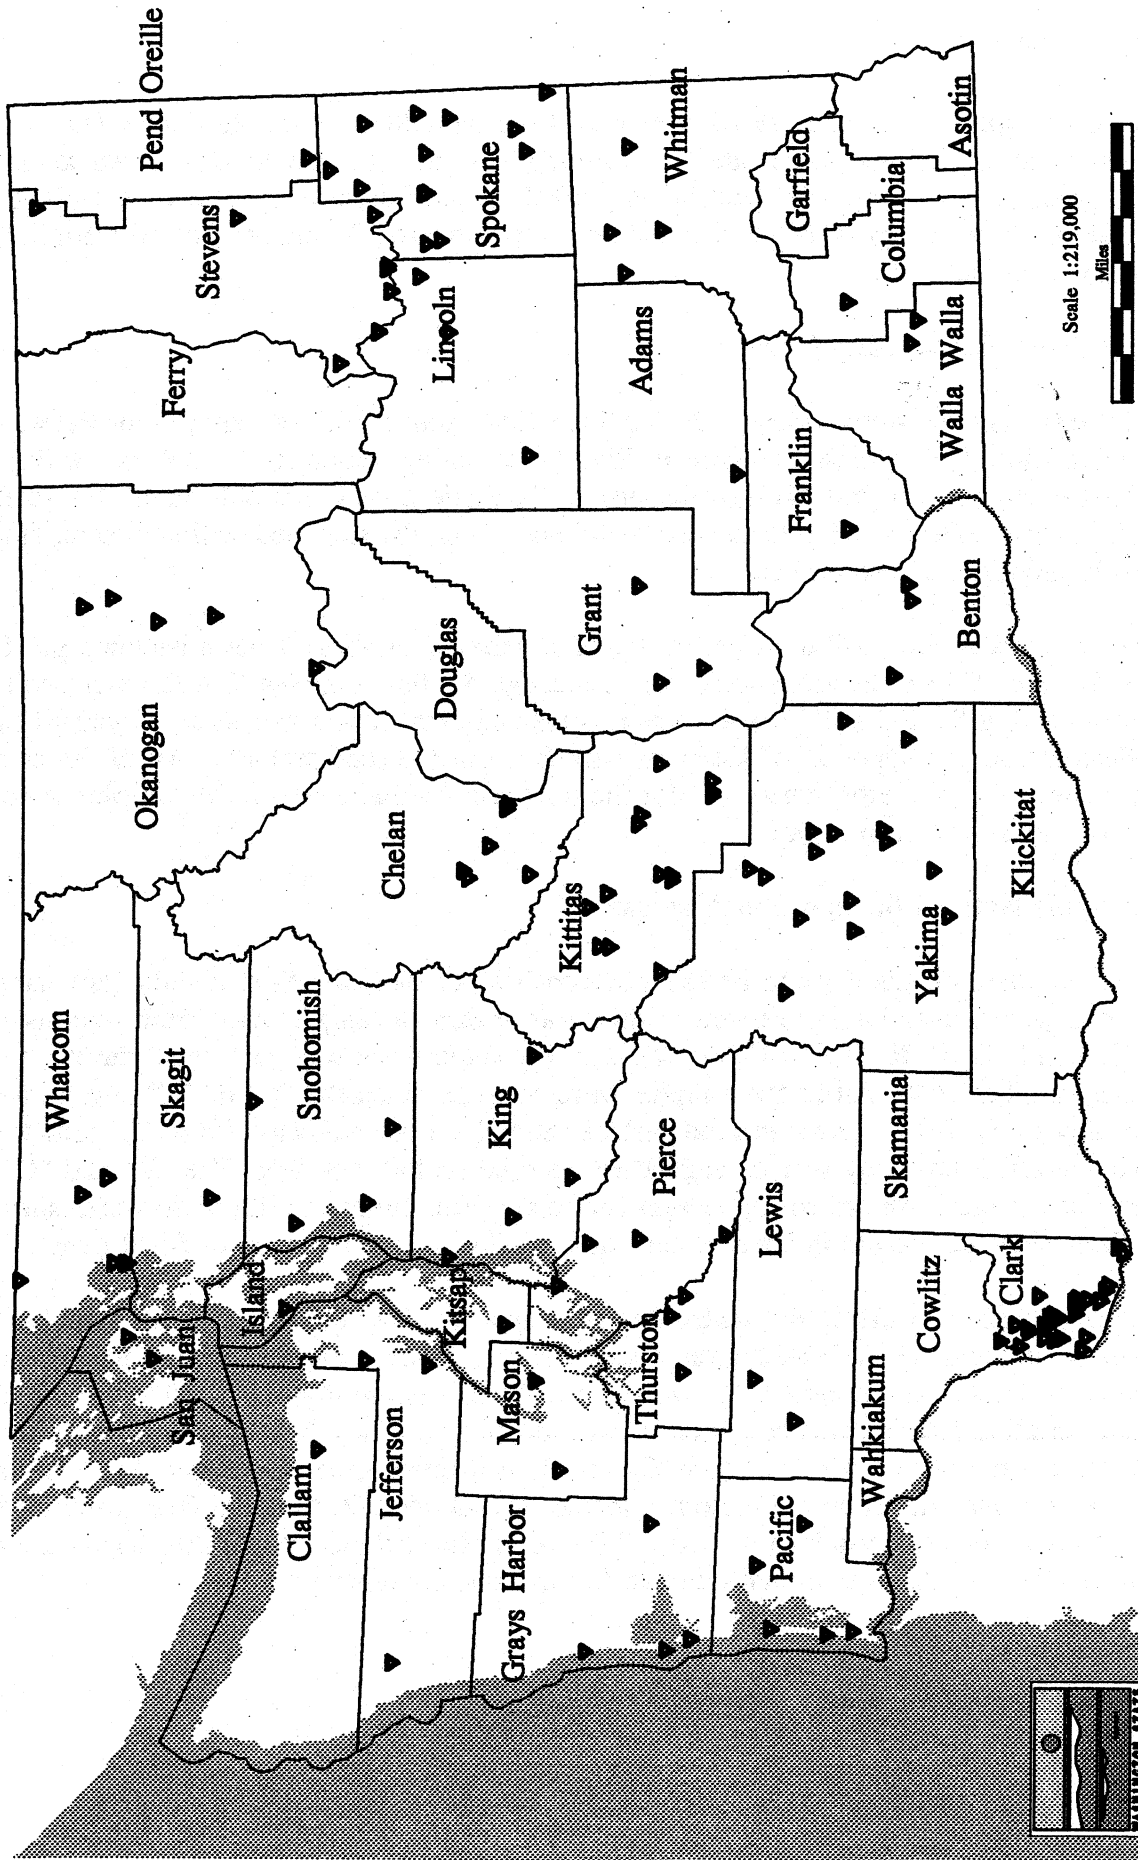 Whatcom
Okanogan
Ferry
Stevens
Pend Oreille
San Juan
Skagit
Island
Snohomish
Chelan
Douglas
Lincoln
Spokane
Clallam
Jefferson
Kitsap
King
Mason
Grays Harbor
Kittitas
Grant
Adams
Whitman
Thurston
Pierce
Pacific
Lewis
Yakima
Franklin
Garfield
Columbia
Walla Walla
Asotin
Benton
Wahkiakum
Cowlitz
Skamania
Clark
Klickitat
Scale 1:219,000
Miles
WASHINGTON STATE